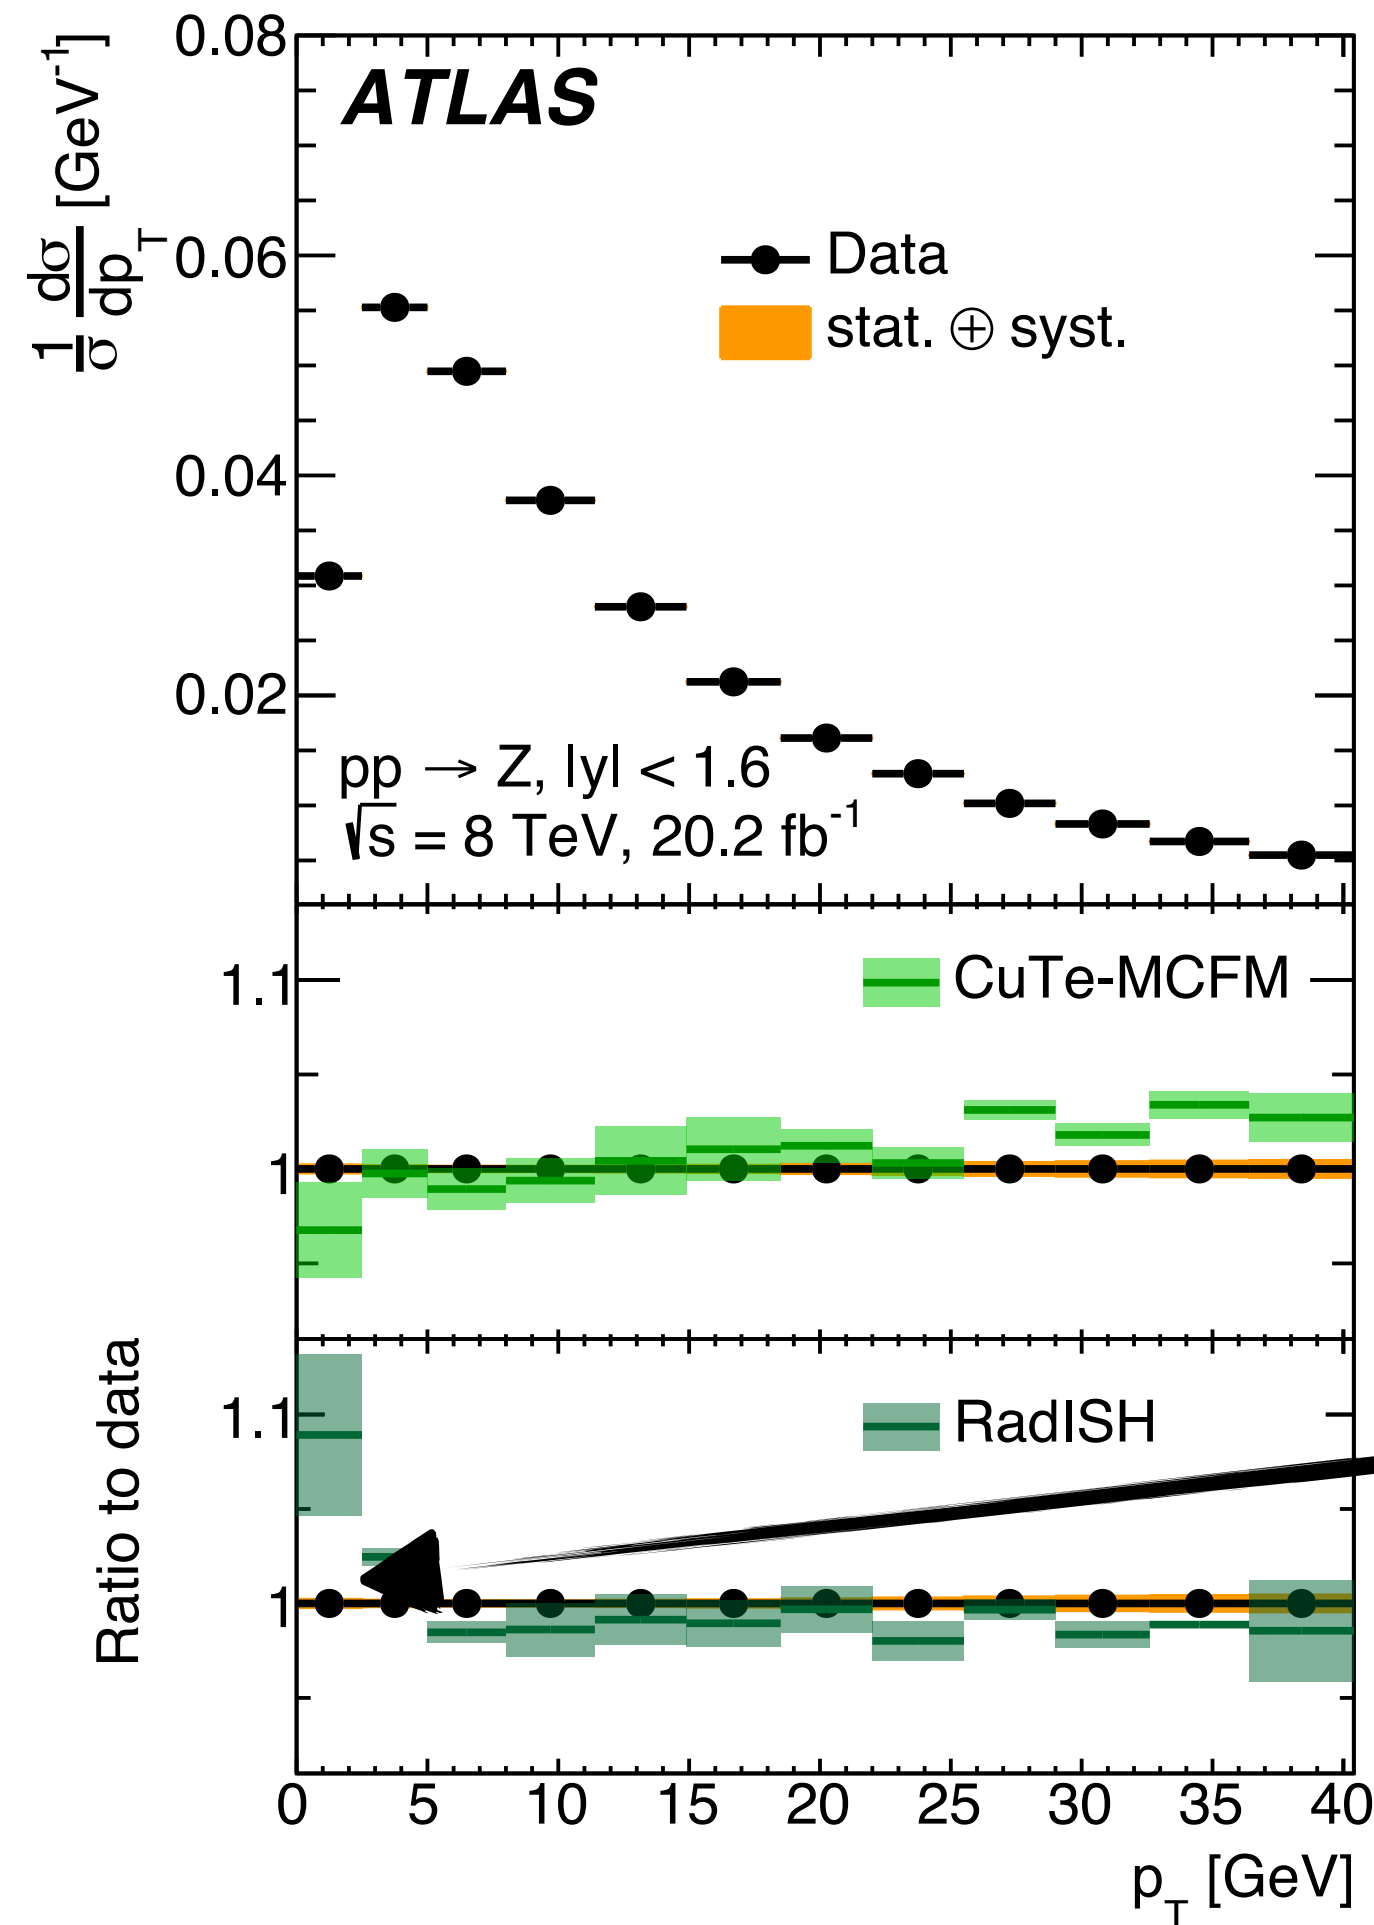 ATLAS
1/σ dσ/dp_T [GeV⁻¹]
0.08
0.06
0.04
0.02
Data
stat. ⊕ syst.
pp → Z, |y| < 1.6
√s = 8 TeV, 20.2 fb⁻¹
1.1
1
CuTe-MCFM
Ratio to data
1.1
1
RadISH
0 5 10 15 20 25 30 35 40
p_T [GeV]